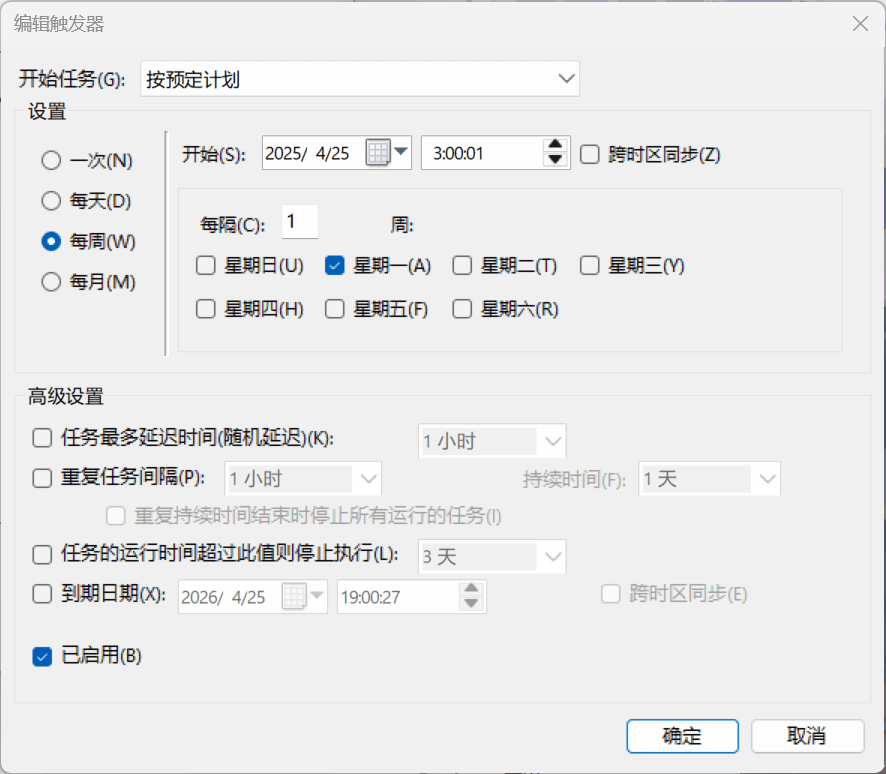 编辑触发器
开始任务(G): 按预定计划
设置
一次(N)
每天(D)
每周(W)
每月(M)
开始(S): 2025/ 4/25 3:00:01 跨时区同步(Z)
每隔(C): 1 周:
星期日(U) 星期一(A) 星期二(T) 星期三(Y)
星期四(H) 星期五(F) 星期六(R)
高级设置
任务最多延迟时间(随机延迟)(K): 1 小时
重复任务间隔(P): 1 小时 持续时间(F): 1 天
重复持续时间结束时停止所有运行的任务(I)
任务的运行时间超过此值则停止执行(L): 3 天
到期日期(X): 2026/ 4/25 19:00:27 跨时区同步(E)
已启用(B)
确定 取消